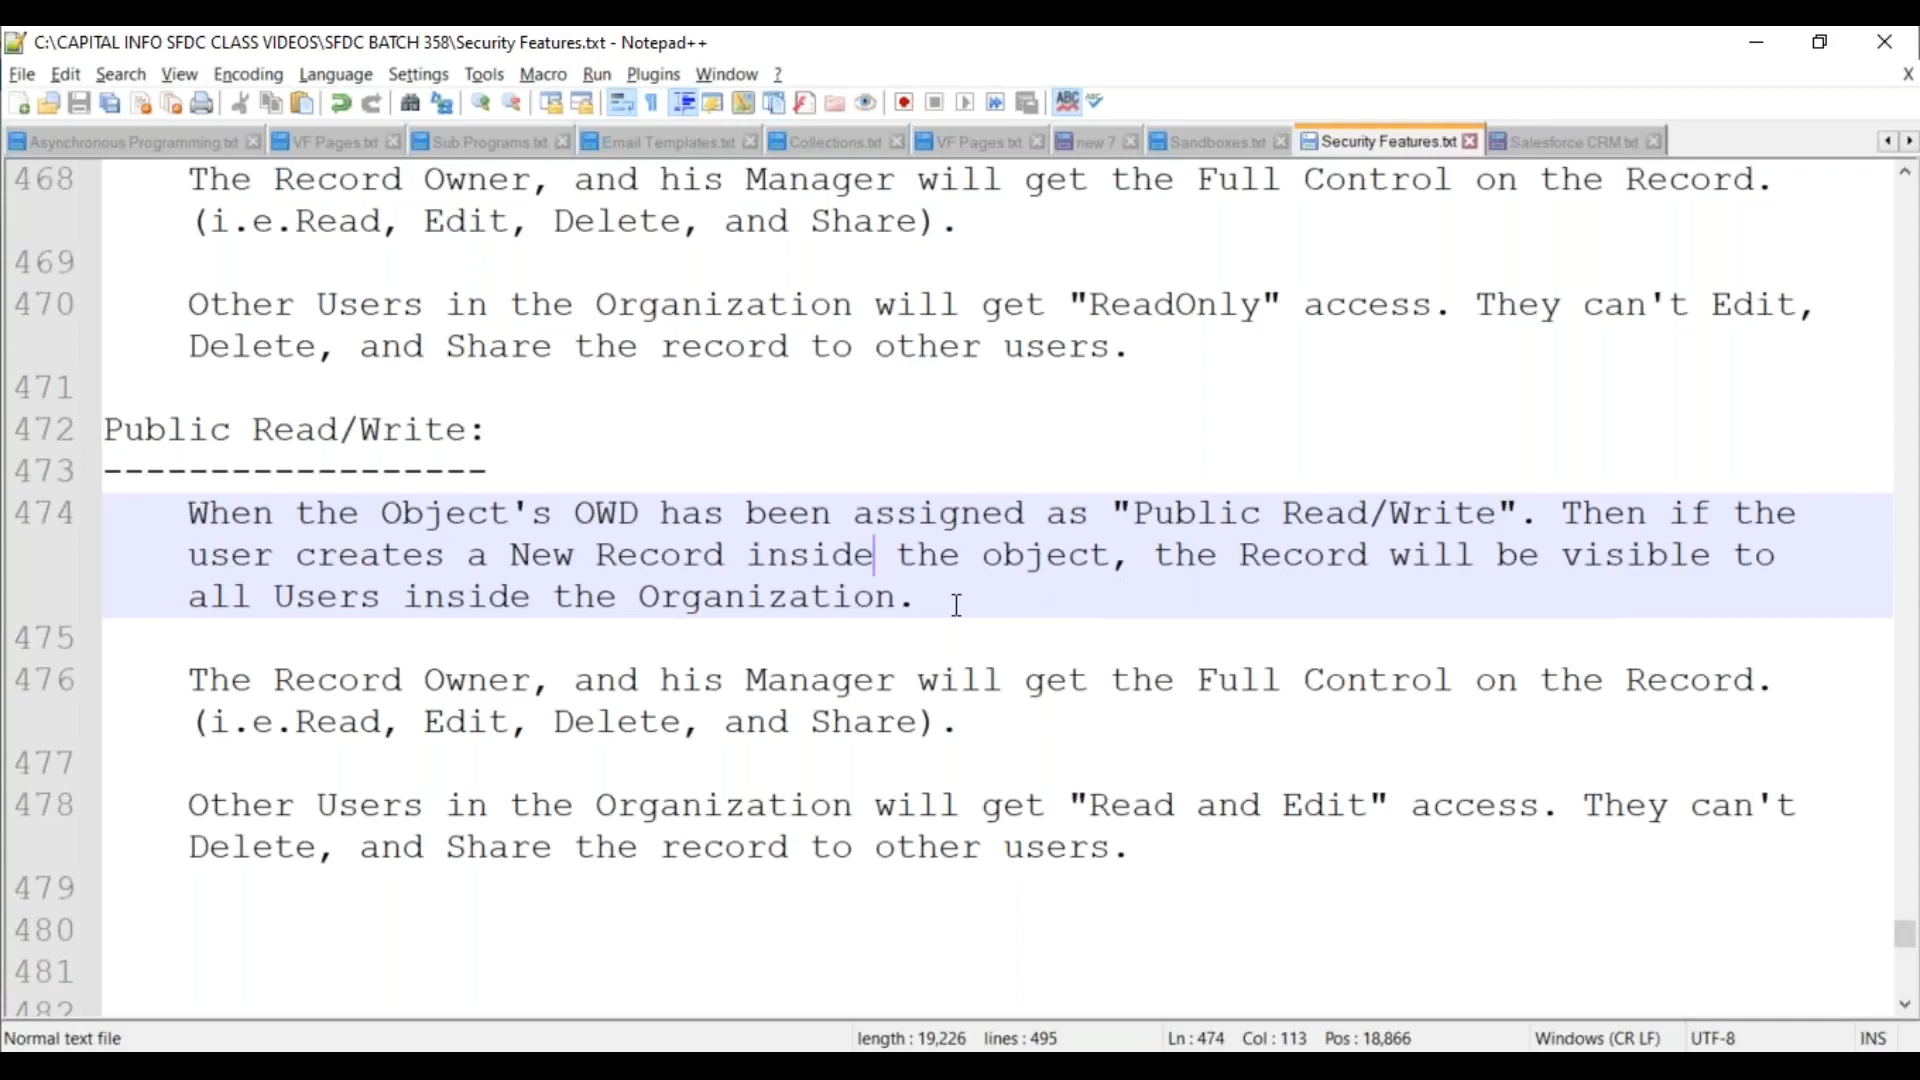 C:\CAPITAL INFO SFDC CLASS VIDEOS\SFDC BATCH 358\Security Features.txt - Notepad++
File Edit Search View Encoding Language Settings Tools Macro Run Plugins Window ? X
Asynchronous Programming.txt VF Pages.txt Sub Programs.txt Email Templates.txt Collections.txt VF Pages.txt new 7 Sandboxes.txt Security Features.txt Salesforce CRM.txt
468 The Record Owner, and his Manager will get the Full Control on the Record.
(i.e.Read, Edit, Delete, and Share).
469
470 Other Users in the Organization will get "ReadOnly" access. They can't Edit,
Delete, and Share the record to other users.
471
472 Public Read/Write:
473 ------------------
474 When the Object's OWD has been assigned as "Public Read/Write". Then if the
user creates a New Record inside the object, the Record will be visible to
all Users inside the Organization.
475
476 The Record Owner, and his Manager will get the Full Control on the Record.
(i.e.Read, Edit, Delete, and Share).
477
478 Other Users in the Organization will get "Read and Edit" access. They can't
Delete, and Share the record to other users.
479
480
481
482
Normal text file length : 19,226 lines : 495 Ln : 474 Col : 113 Pos : 18,866 Windows (CR LF) UTF-8 INS